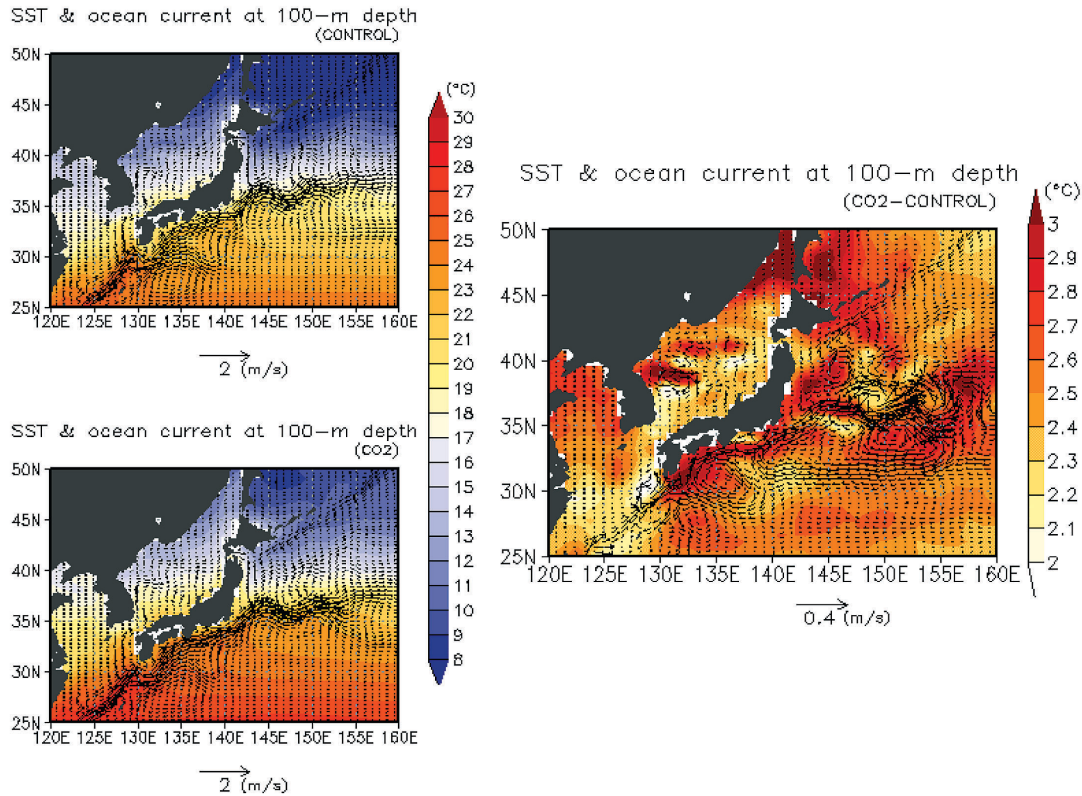 SST & ocean current at 100-m depth
(CONTROL)
50N
45N
40N
35N
30N
25N
120E 125E 130E 135E 140E 145E 150E 155E 160E
2 (m/s)
SST & ocean current at 100-m depth
(CO2)
50N
45N
40N
35N
30N
25N
120E 125E 130E 135E 140E 145E 150E 155E 160E
2 (m/s)
(°C)
30
29
28
27
26
25
24
23
22
21
20
19
18
17
16
15
14
13
12
11
10
9
8
SST & ocean current at 100-m depth
(CO2-CONTROL)
50N
45N
40N
35N
30N
25N
120E 125E 130E 135E 140E 145E 150E 155E 160E
0.4 (m/s)
(°C)
3
2.9
2.8
2.7
2.6
2.5
2.4
2.3
2.2
2.1
2